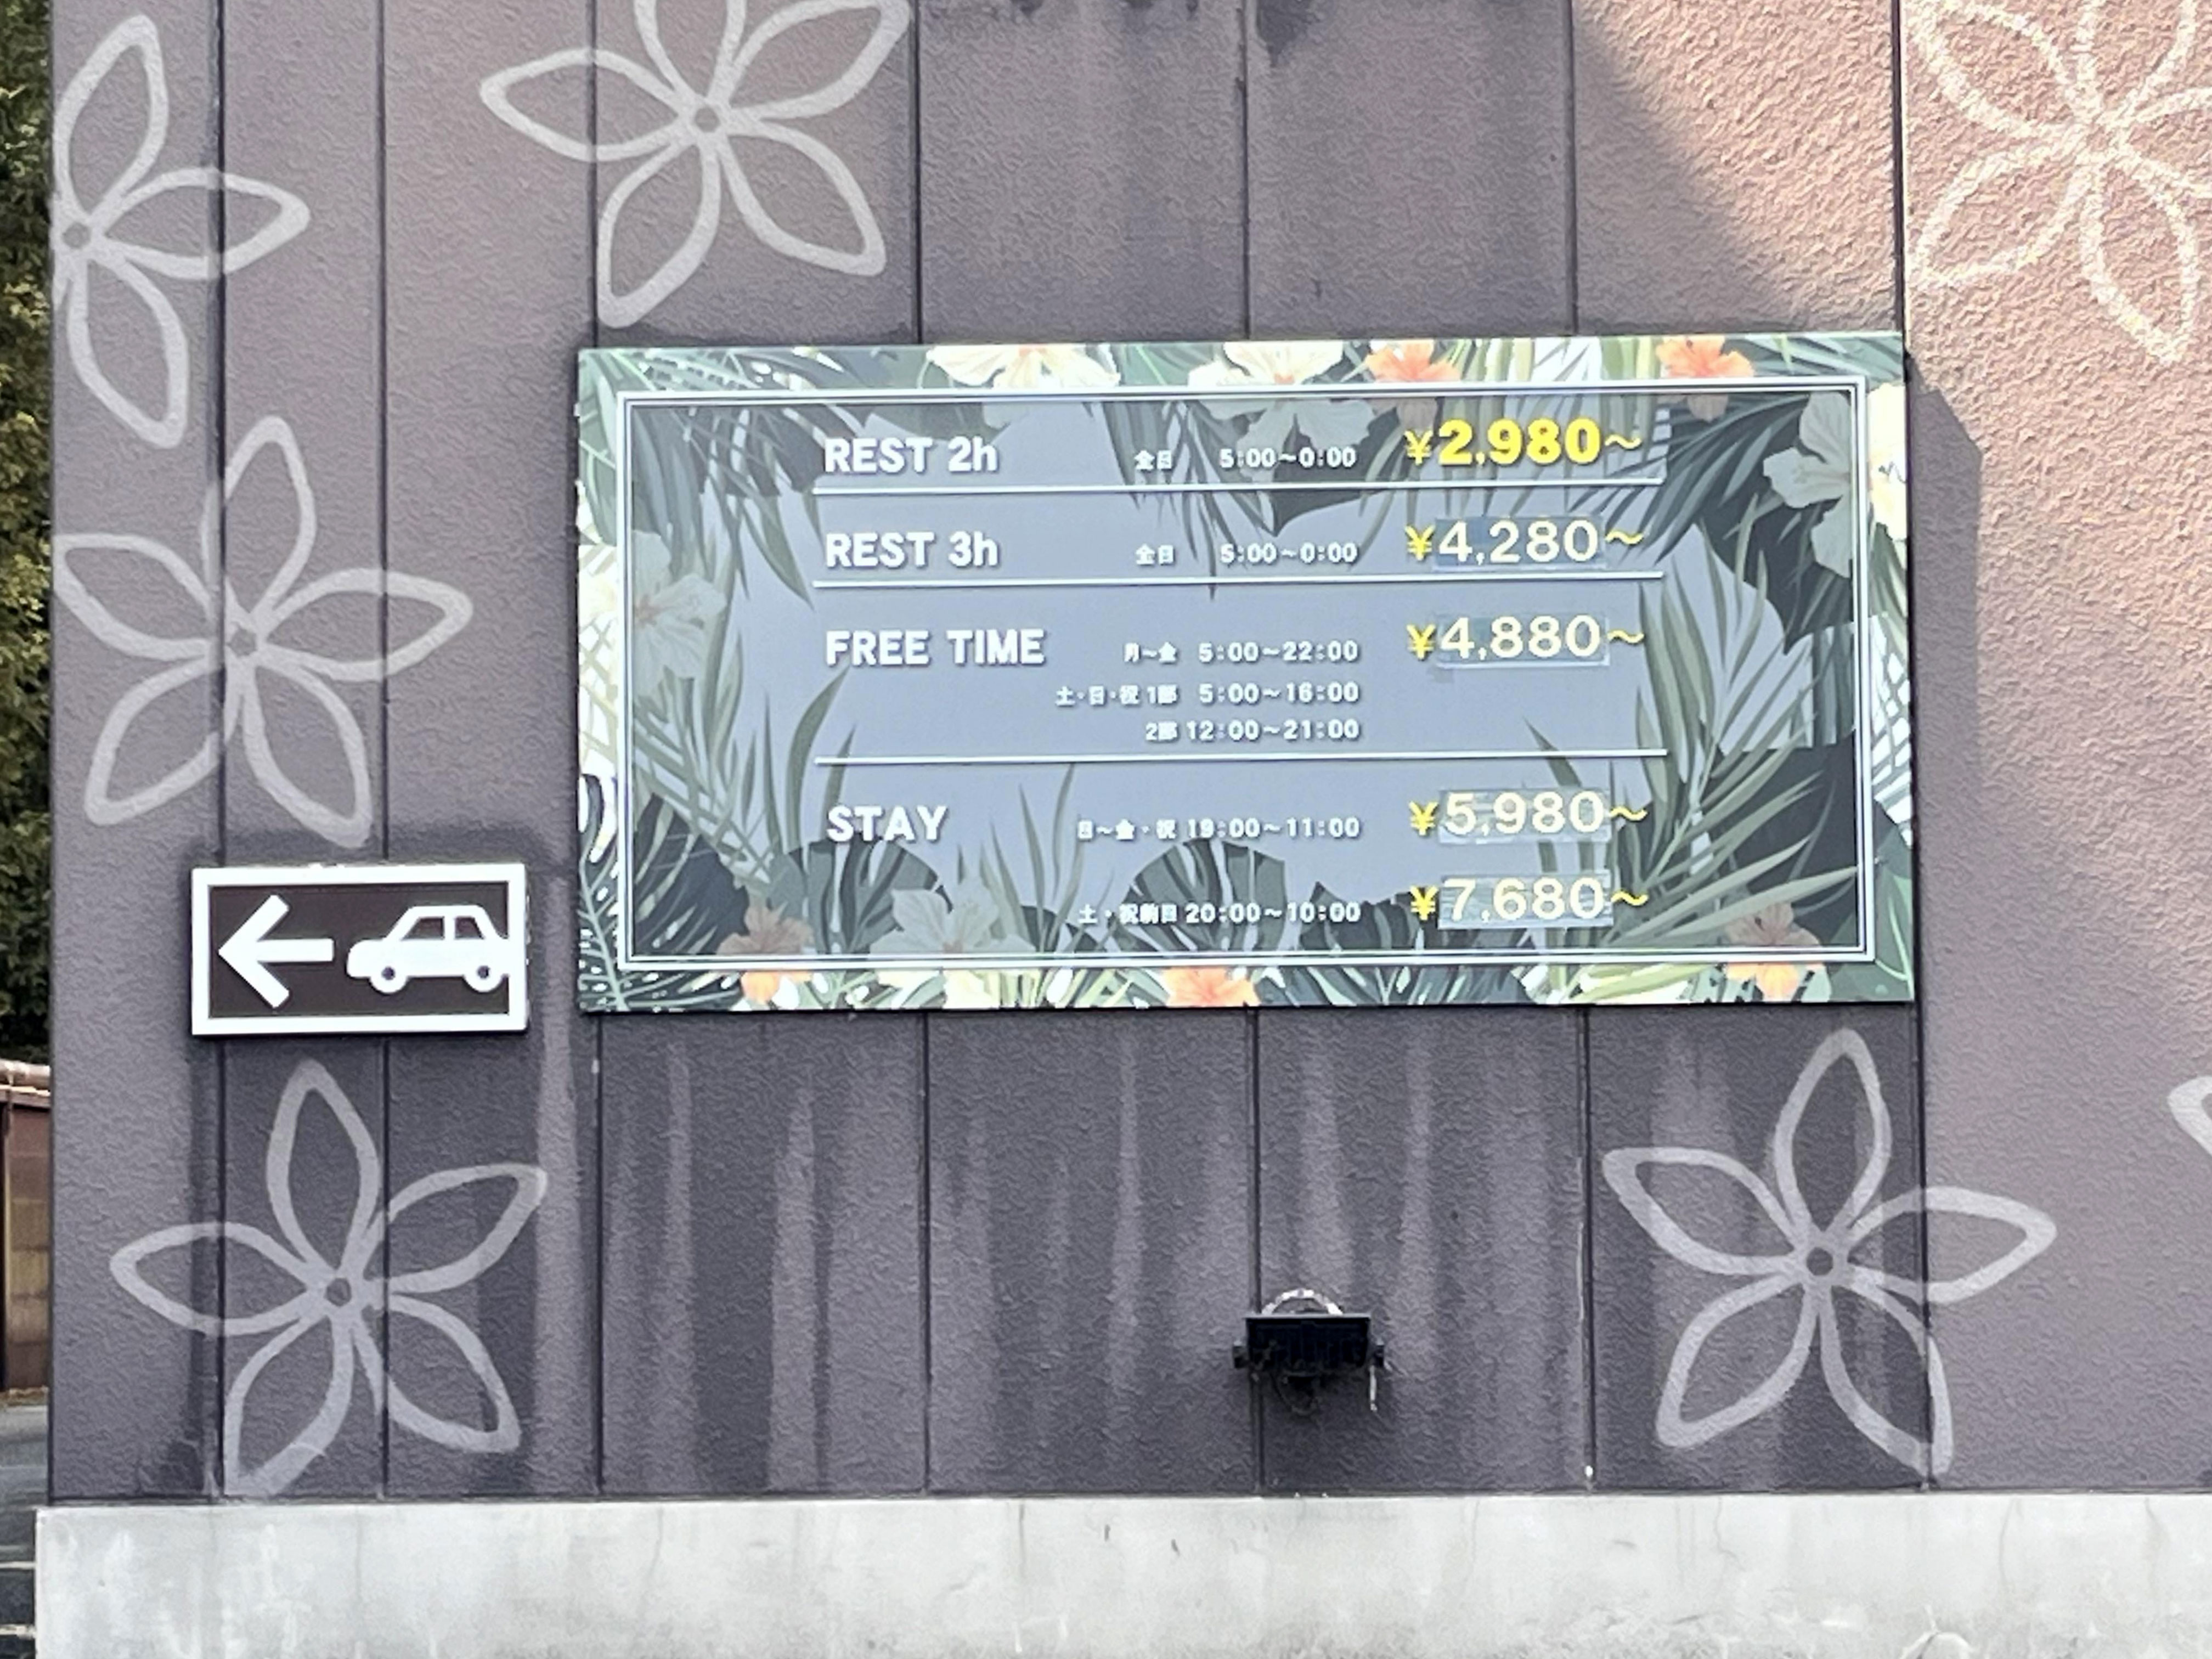 REST 2h 全日 5:00~0:00 ¥2,980~
REST 3h 全日 5:00~0:00 ¥4,280~
FREE TIME 月~金 5:00~22:00 ¥4,880~
土・日・祝 1部 5:00~16:00
2部 12:00~21:00
STAY 日~金・祝 19:00~11:00 ¥5,980~
土・祝前日 20:00~10:00 ¥7,680~